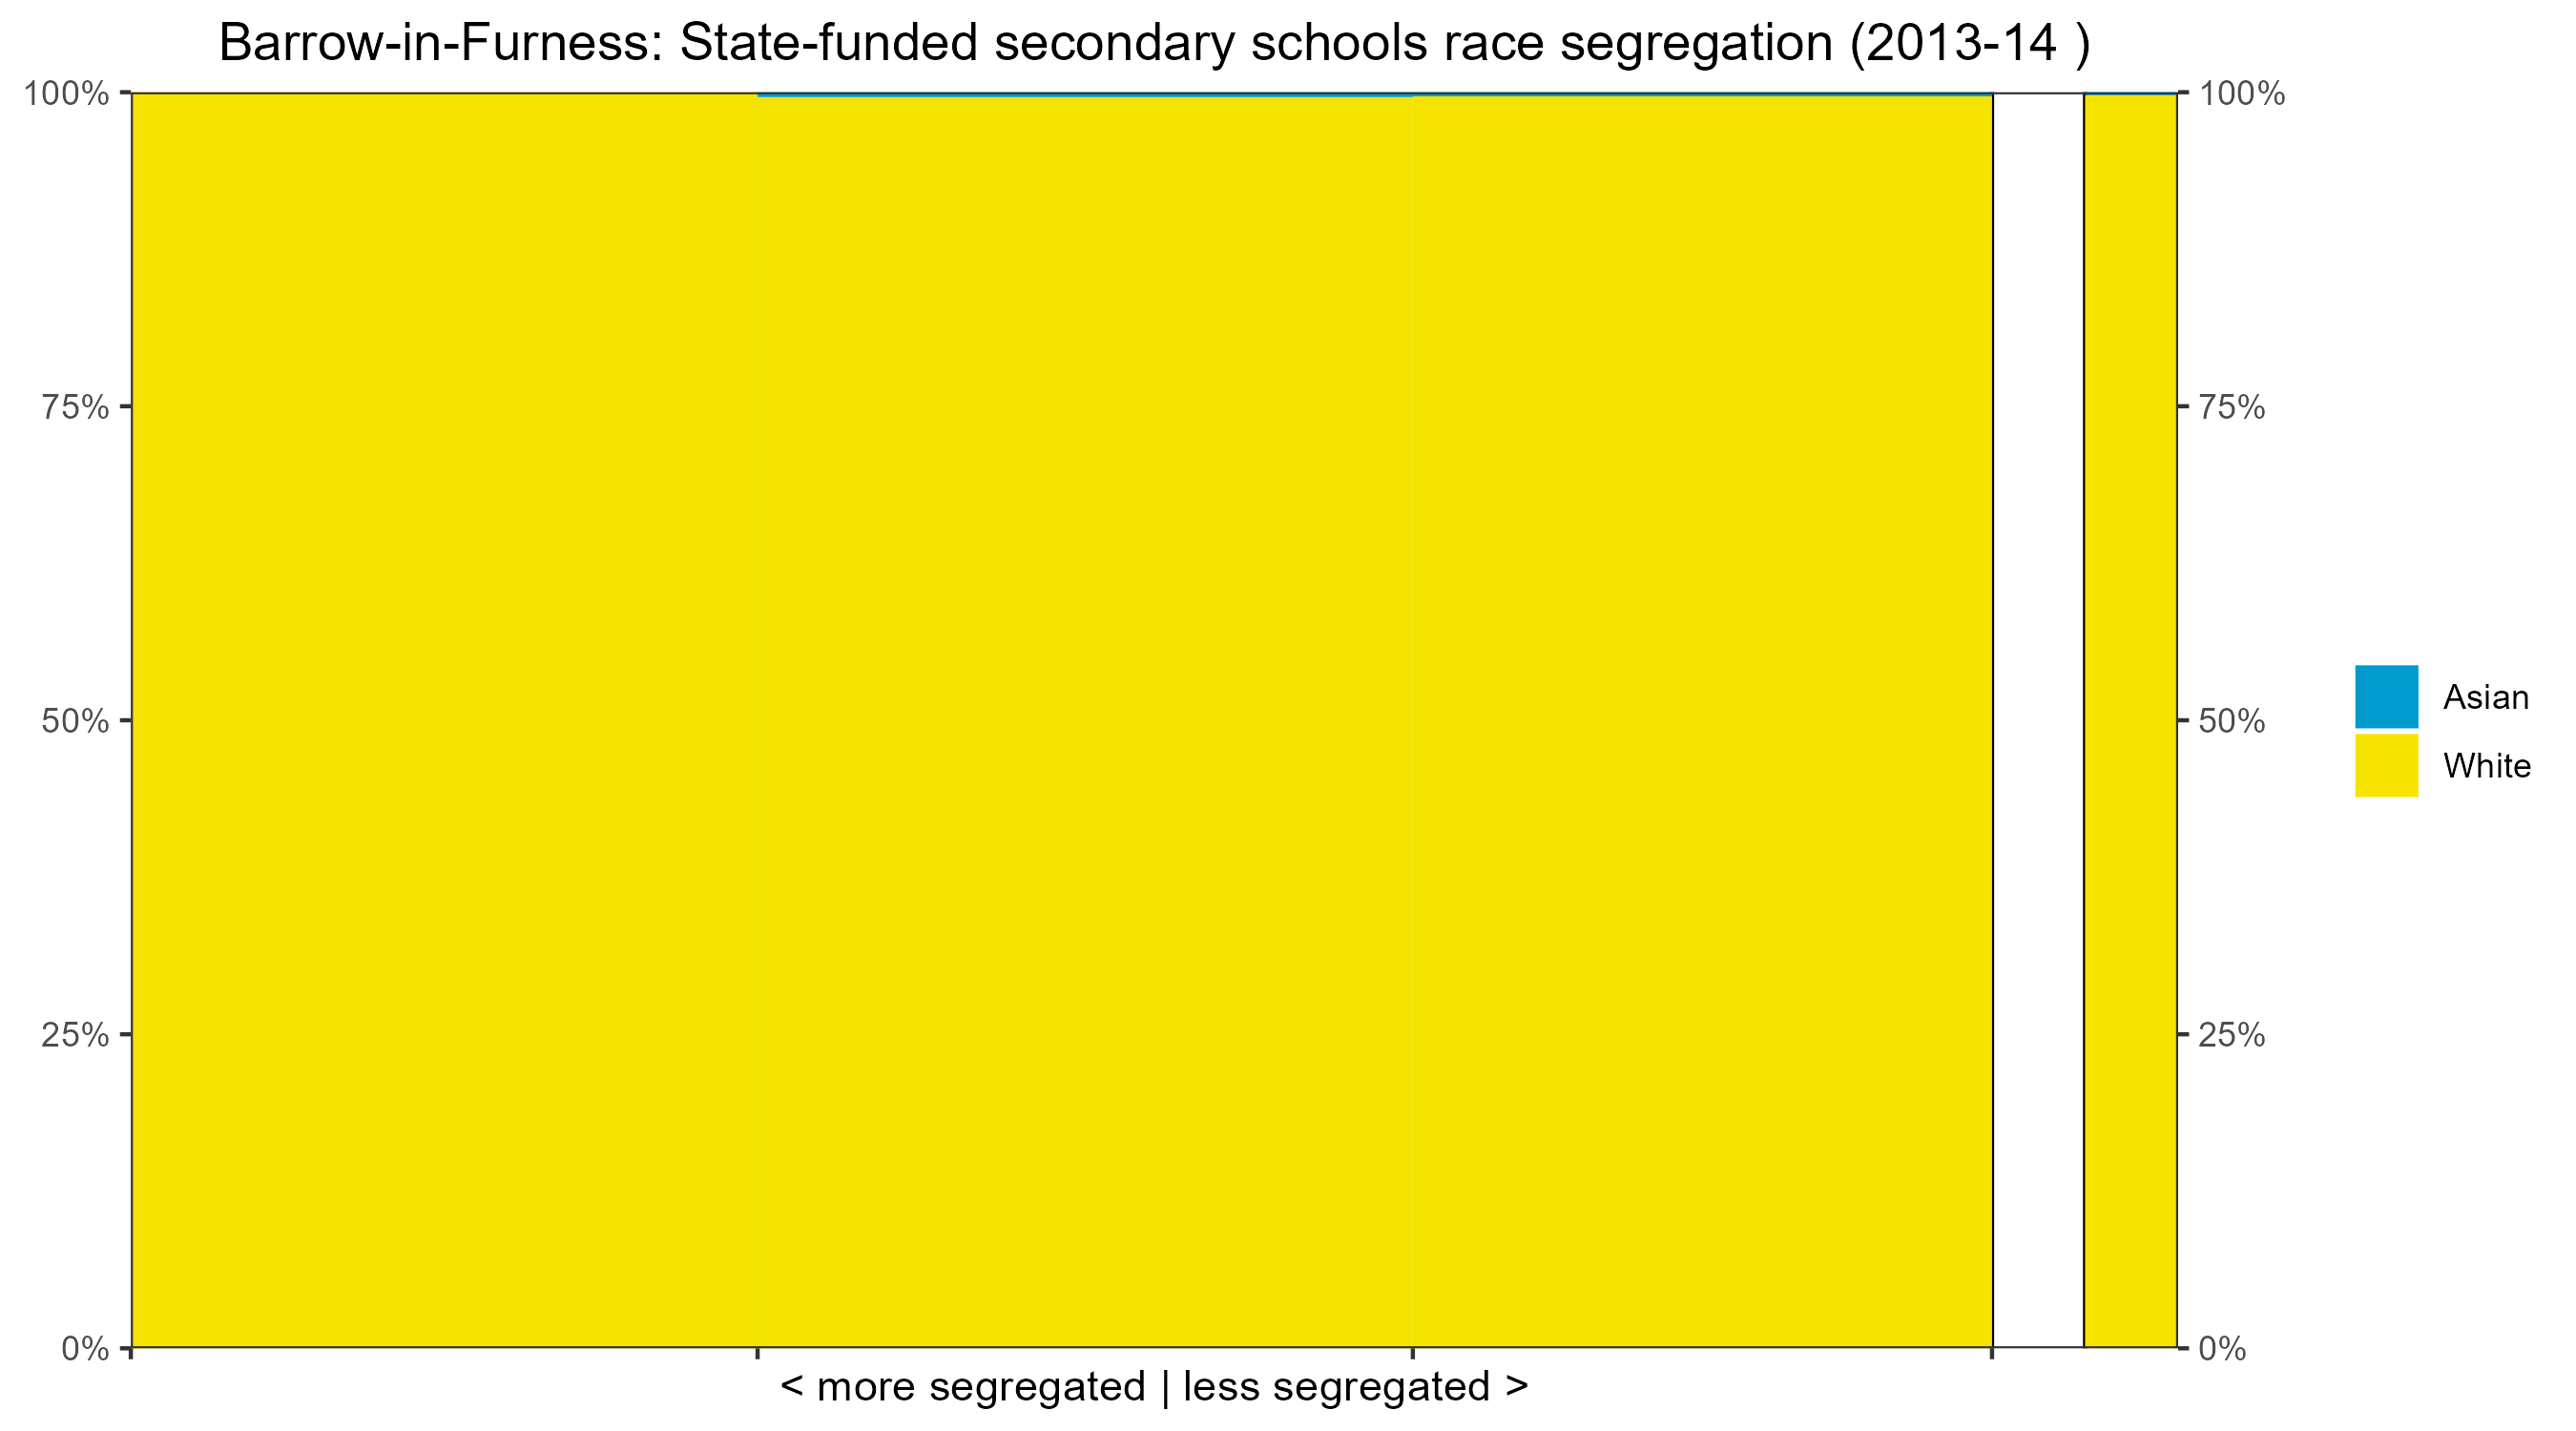 Barrow-in-Furness: State-funded secondary schools race segregation (2013-14 )
100%
75%
50%
25%
0%
100%
75%
50%
25%
0%
Asian
White
< more segregated | less segregated >